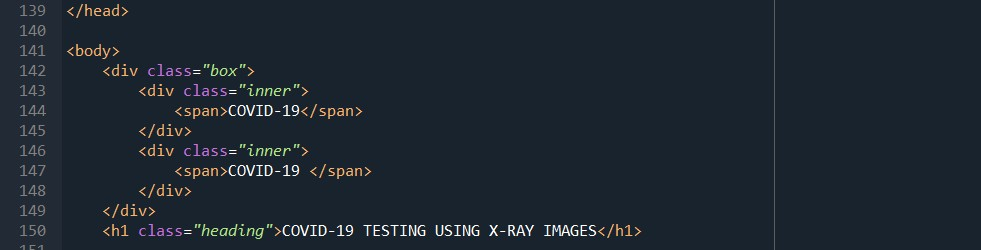 139 </head>
140
141 <body>
142     <div class="box">
143         <div class="inner">
144             <span>COVID-19</span>
145         </div>
146         <div class="inner">
147             <span>COVID-19 </span>
148         </div>
149     </div>
150     <h1 class="heading">COVID-19 TESTING USING X-RAY IMAGES</h1>